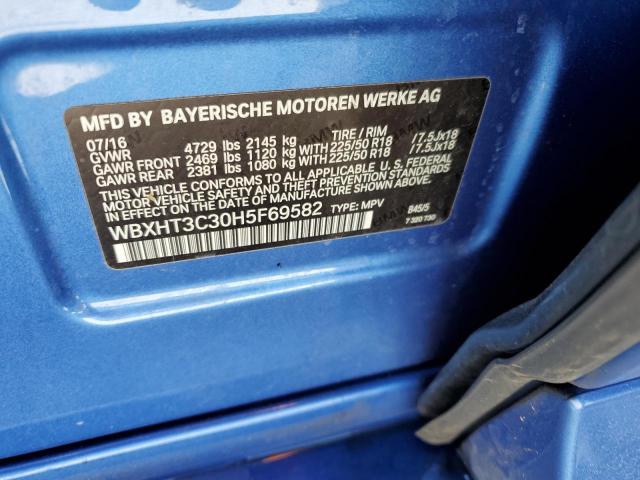 MFD BY BAYERISCHE MOTOREN WERKE AG
07/16 TIRE / RIM
GVWR 4729 lbs 2145 kg
GAWR FRONT 2469 lbs 1120 kg 225/50 R18 /7.5Jx18
GAWR REAR 2381 lbs 1080 kg 225/50 R18 /7.5Jx18
THIS VEHICLE CONFORMS TO ALL APPLICABLE U. S. FEDERAL
MOTOR VEHICLE SAFETY AND THEFT PREVENTION STANDARDS
IN EFFECT ON THE DATE OF MANUFACTURE SHOWN ABOVE.
WBXHT3C30H5F69582 TYPE: MPV B45/5
7 320 730